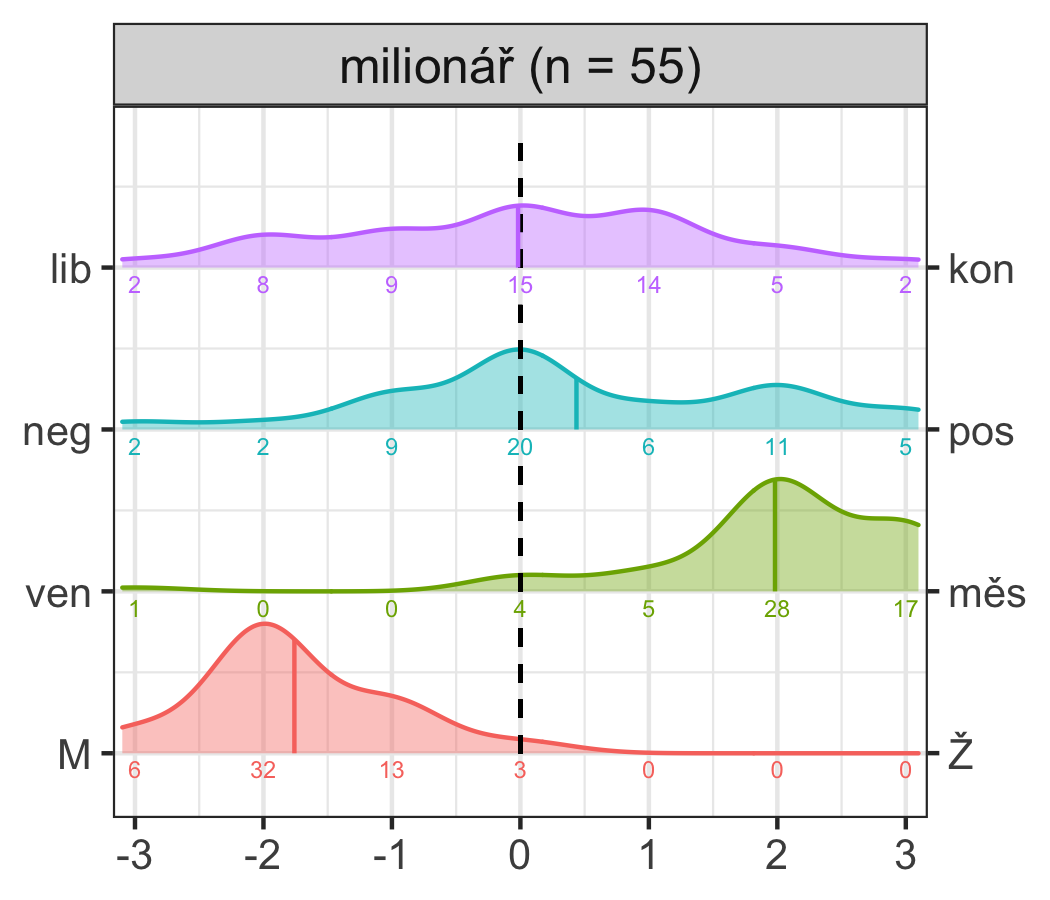 milionář (n = 55)
lib kon
2 8 9 15 14 5 2
neg pos
2 2 9 20 6 11 5
ven měs
1 0 0 4 5 28 17
M Ž
6 32 13 3 0 0 0
-3 -2 -1 0 1 2 3